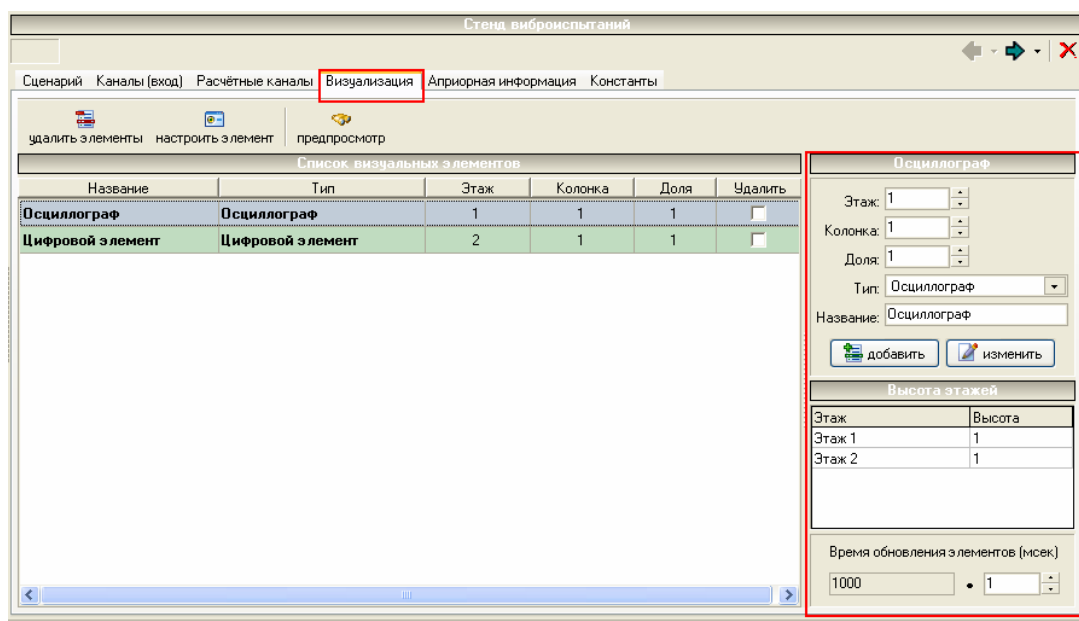 Стенд виброиспытаний
Сценарий Каналы (вход) Расчётные каналы Визуализация Априорная информация Константы
удалить элементы настроить элемент предпросмотр
Список визуальных элементов
Название Тип Этаж Колонка Доля Удалить
Осциллограф Осциллограф 1 1 1
Цифровой элемент Цифровой элемент 2 1 1
Осциллограф
Этаж: 1
Колонка: 1
Доля: 1
Тип: Осциллограф
Название: Осциллограф
добавить изменить
Высота этажей
Этаж Высота
Этаж 1 1
Этаж 2 1
Время обновления элементов (мсек)
1000 • 1